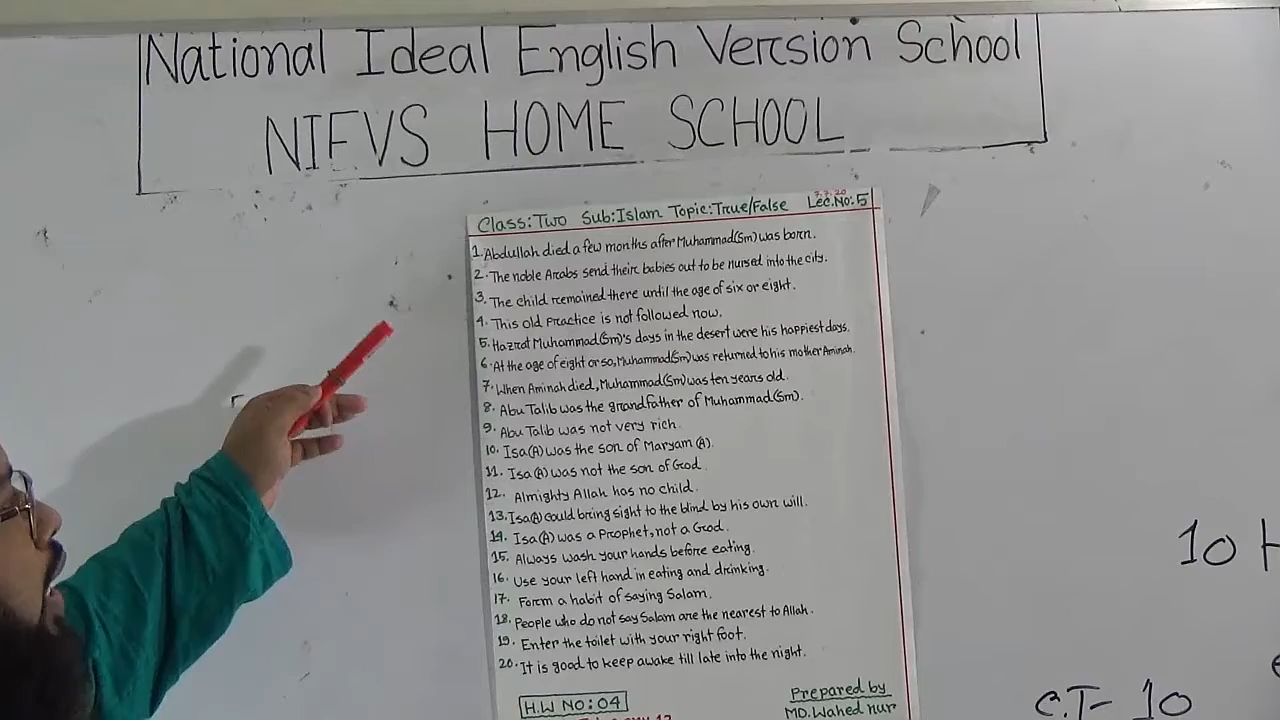 National Ideal English Version School
NIEVS HOME SCHOOL
Class:Two Sub:Islam Topic:True/False Lec.No:5
7.7.20
1. Abdullah died a few months after Muhammad(Sm) was born.
2. The noble Arabs send their babies out to be nursed into the city.
3. The child remained there until the age of six or eight.
4. This old Practice is not followed now.
5. Hazrat Muhammad(Sm)'s days in the desert were his happiest days.
6. At the age of eight or so, Muhammad(Sm) was returned to his mother Aminah.
7. When Aminah died, Muhammad(Sm) was ten years old.
8. Abu Talib was the grandfather of Muhammad(Sm).
9. Abu Talib was not very rich.
10. Isa(A) was the son of Maryam (A).
11. Isa(A) was not the son of God.
12. Almighty Allah has no child.
13. Isa(A) could bring sight to the blind by his own will.
14. Isa(A) was a Prophet, not a God.
15. Always wash your hands before eating.
16. Use your left hand in eating and drinking.
17. Form a habit of saying Salam.
18. People who do not say Salam are the nearest to Allah.
19. Enter the toilet with your right foot.
20. It is good to keep awake till late into the night.
H.W NO:04
Prepared by
MD.Wahed nur
10 H
C.T- 10